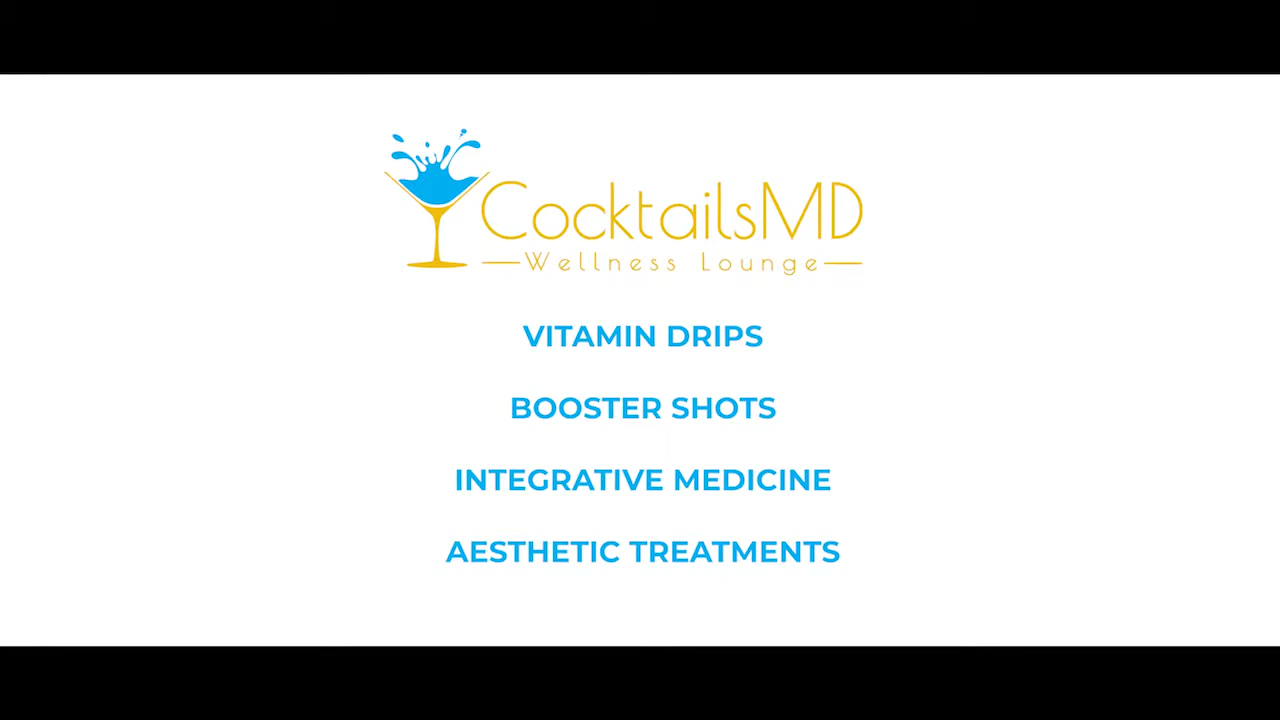 CocktailsMD
Wellness Lounge
VITAMIN DRIPS
BOOSTER SHOTS
INTEGRATIVE MEDICINE
AESTHETIC TREATMENTS